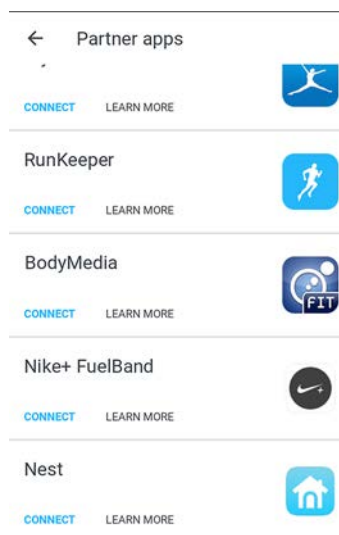 Partner apps
CONNECT LEARN MORE
RunKeeper
CONNECT LEARN MORE
BodyMedia
FIT
CONNECT LEARN MORE
Nike+ FuelBand
CONNECT LEARN MORE
Nest
CONNECT LEARN MORE